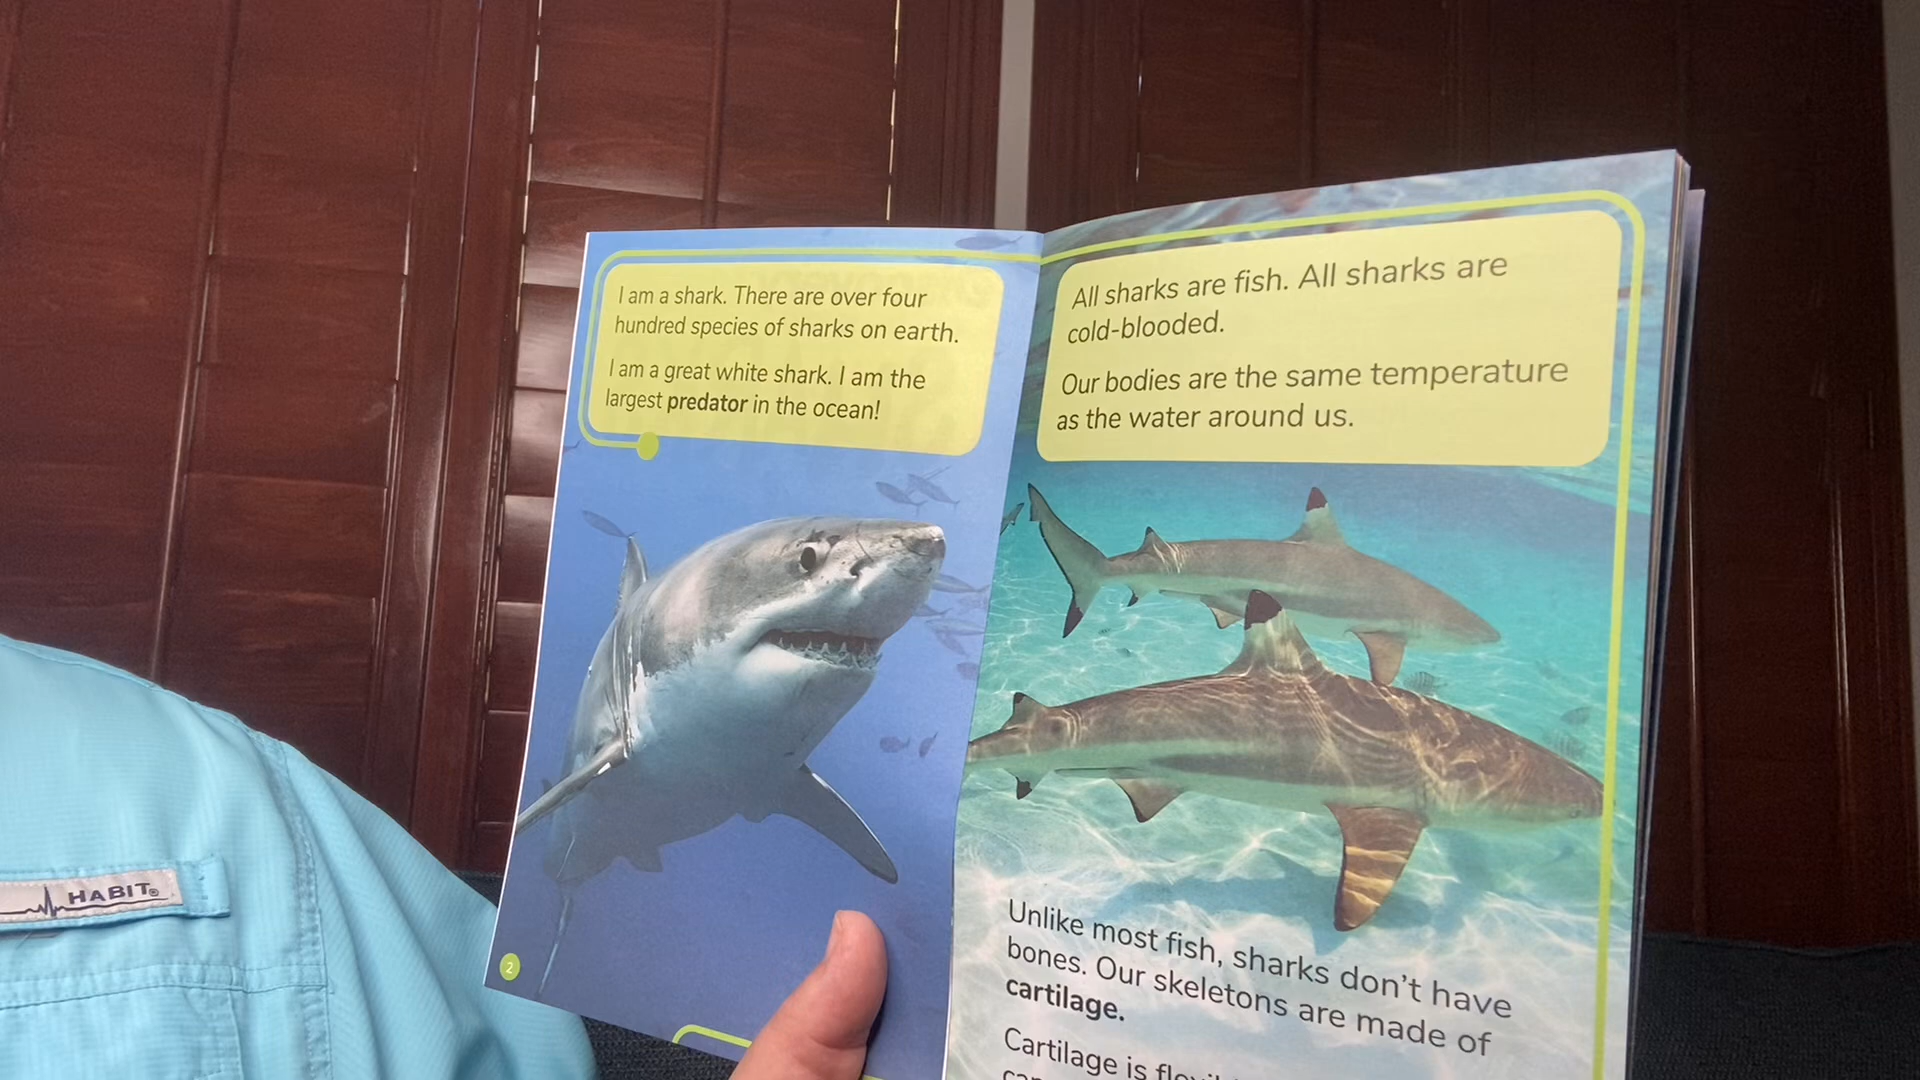 I am a shark. There are over four
hundred species of sharks on earth.
I am a great white shark. I am the
largest predator in the ocean!
2
All sharks are fish. All sharks are
cold-blooded.
Our bodies are the same temperature
as the water around us.
Unlike most fish, sharks don't have
bones. Our skeletons are made of
cartilage.
Cartilage is
HABIT®